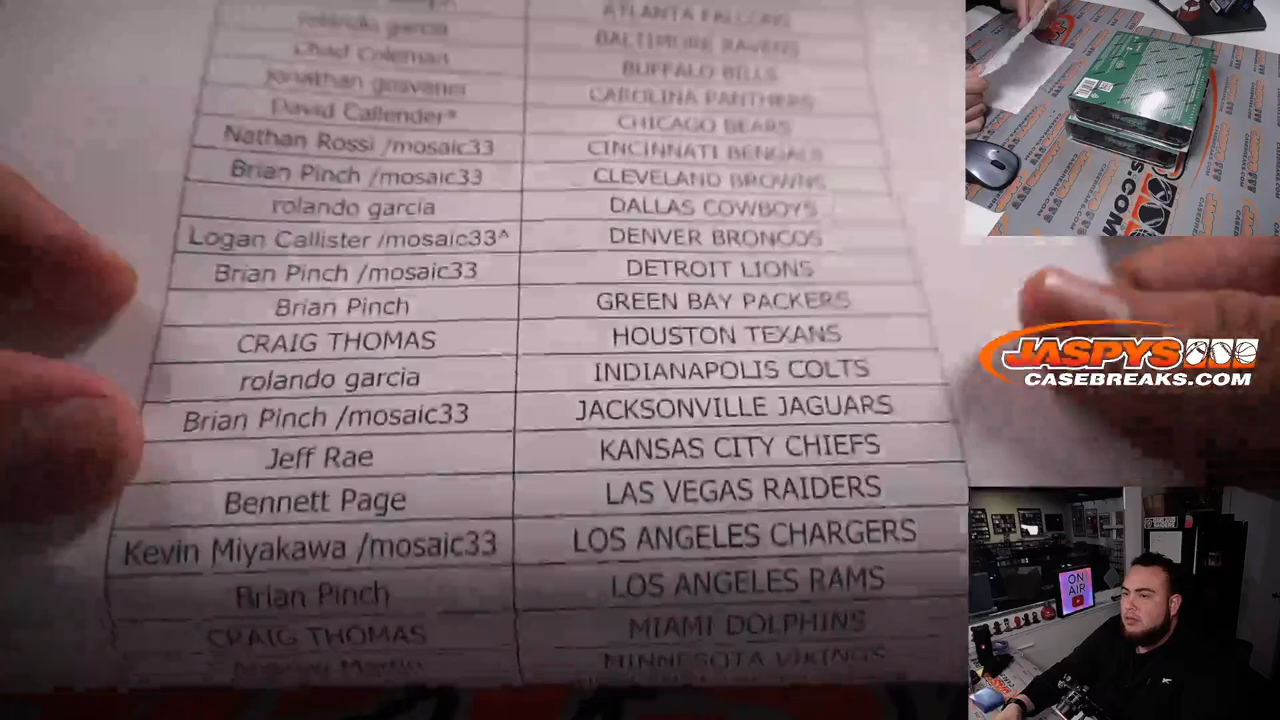 ATLANTA FALCONS
rolando garcia BALTIMORE RAVENS
Chad Coleman BUFFALO BILLS
CAROLINA PANTHERS
David Callender* CHICAGO BEARS
Nathan Rossi /mosaic33 CINCINNATI BENGALS
Brian Pinch /mosaic33 CLEVELAND BROWNS
rolando garcia DALLAS COWBOYS
Logan Callister /mosaic33^ DENVER BRONCOS
Brian Pinch /mosaic33 DETROIT LIONS
Brian Pinch GREEN BAY PACKERS
CRAIG THOMAS HOUSTON TEXANS
rolando garcia INDIANAPOLIS COLTS
Brian Pinch /mosaic33 JACKSONVILLE JAGUARS
Jeff Rae KANSAS CITY CHIEFS
Bennett Page LAS VEGAS RAIDERS
Kevin Miyakawa /mosaic33 LOS ANGELES CHARGERS
Brian Pinch LOS ANGELES RAMS
CRAIG THOMAS MIAMI DOLPHINS
MINNESOTA VIKINGS
JASPYS
CASEBREAKS.COM
ON
AIR